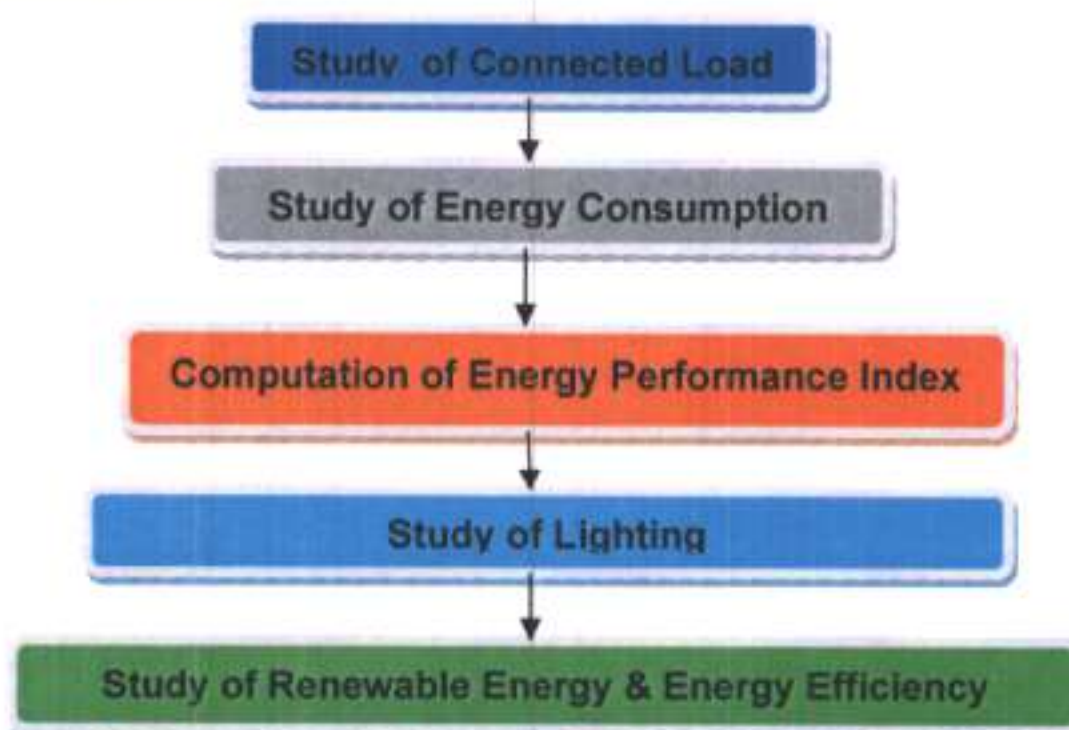 Study of Connected Load
Study of Energy Consumption
Computation of Energy Performance Index
Study of Lighting
Study of Renewable Energy & Energy Efficiency